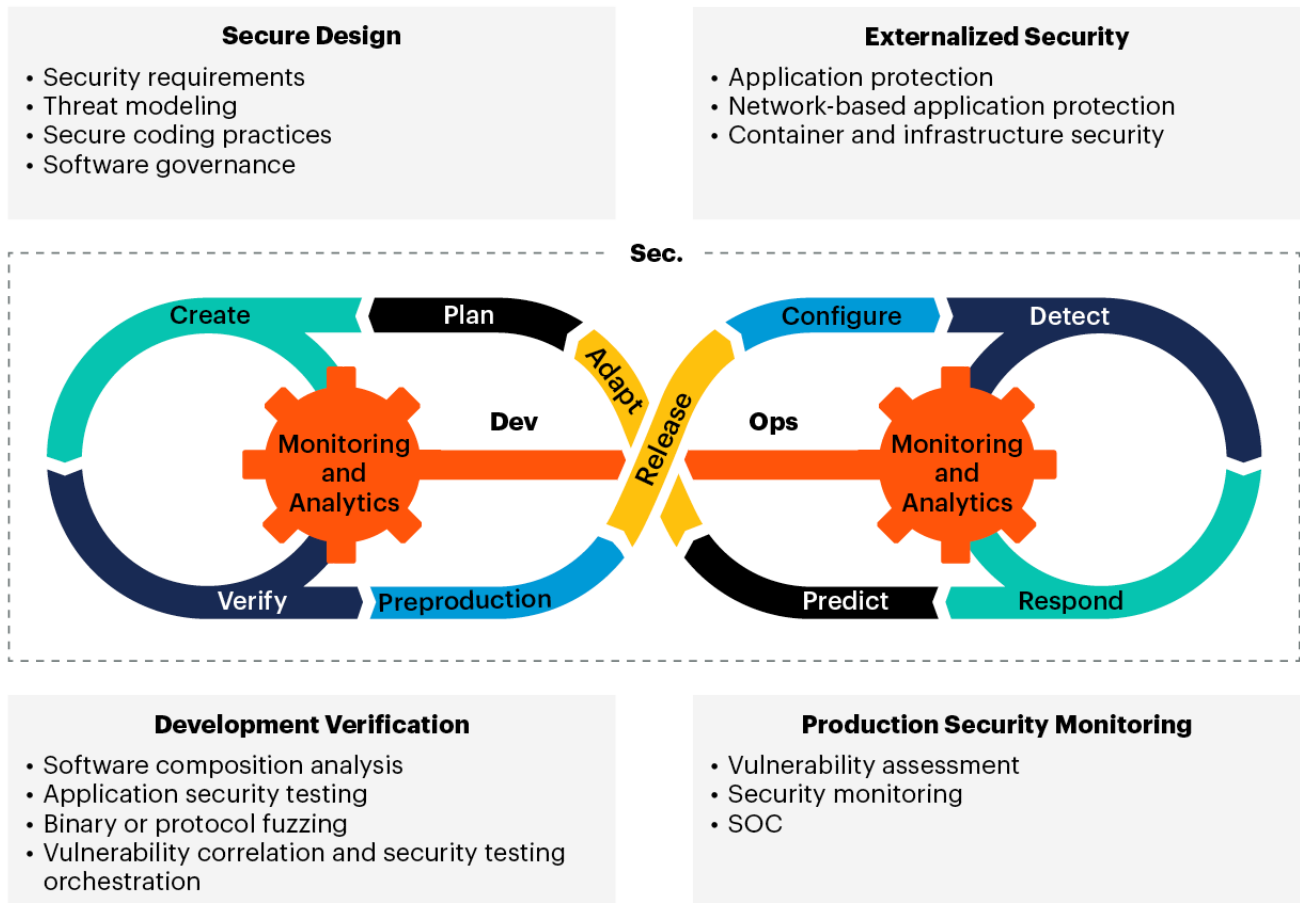 Secure Design
• Security requirements
• Threat modeling
• Secure coding practices
• Software governance
Externalized Security
• Application protection
• Network-based application protection
• Container and infrastructure security
Sec.
Create
Plan
Adapt
Release
Configure
Detect
Monitoring
and
Analytics
Dev
Ops
Monitoring
and
Analytics
Verify
Preproduction
Predict
Respond
Development Verification
• Software composition analysis
• Application security testing
• Binary or protocol fuzzing
• Vulnerability correlation and security testing
orchestration
Production Security Monitoring
• Vulnerability assessment
• Security monitoring
• SOC